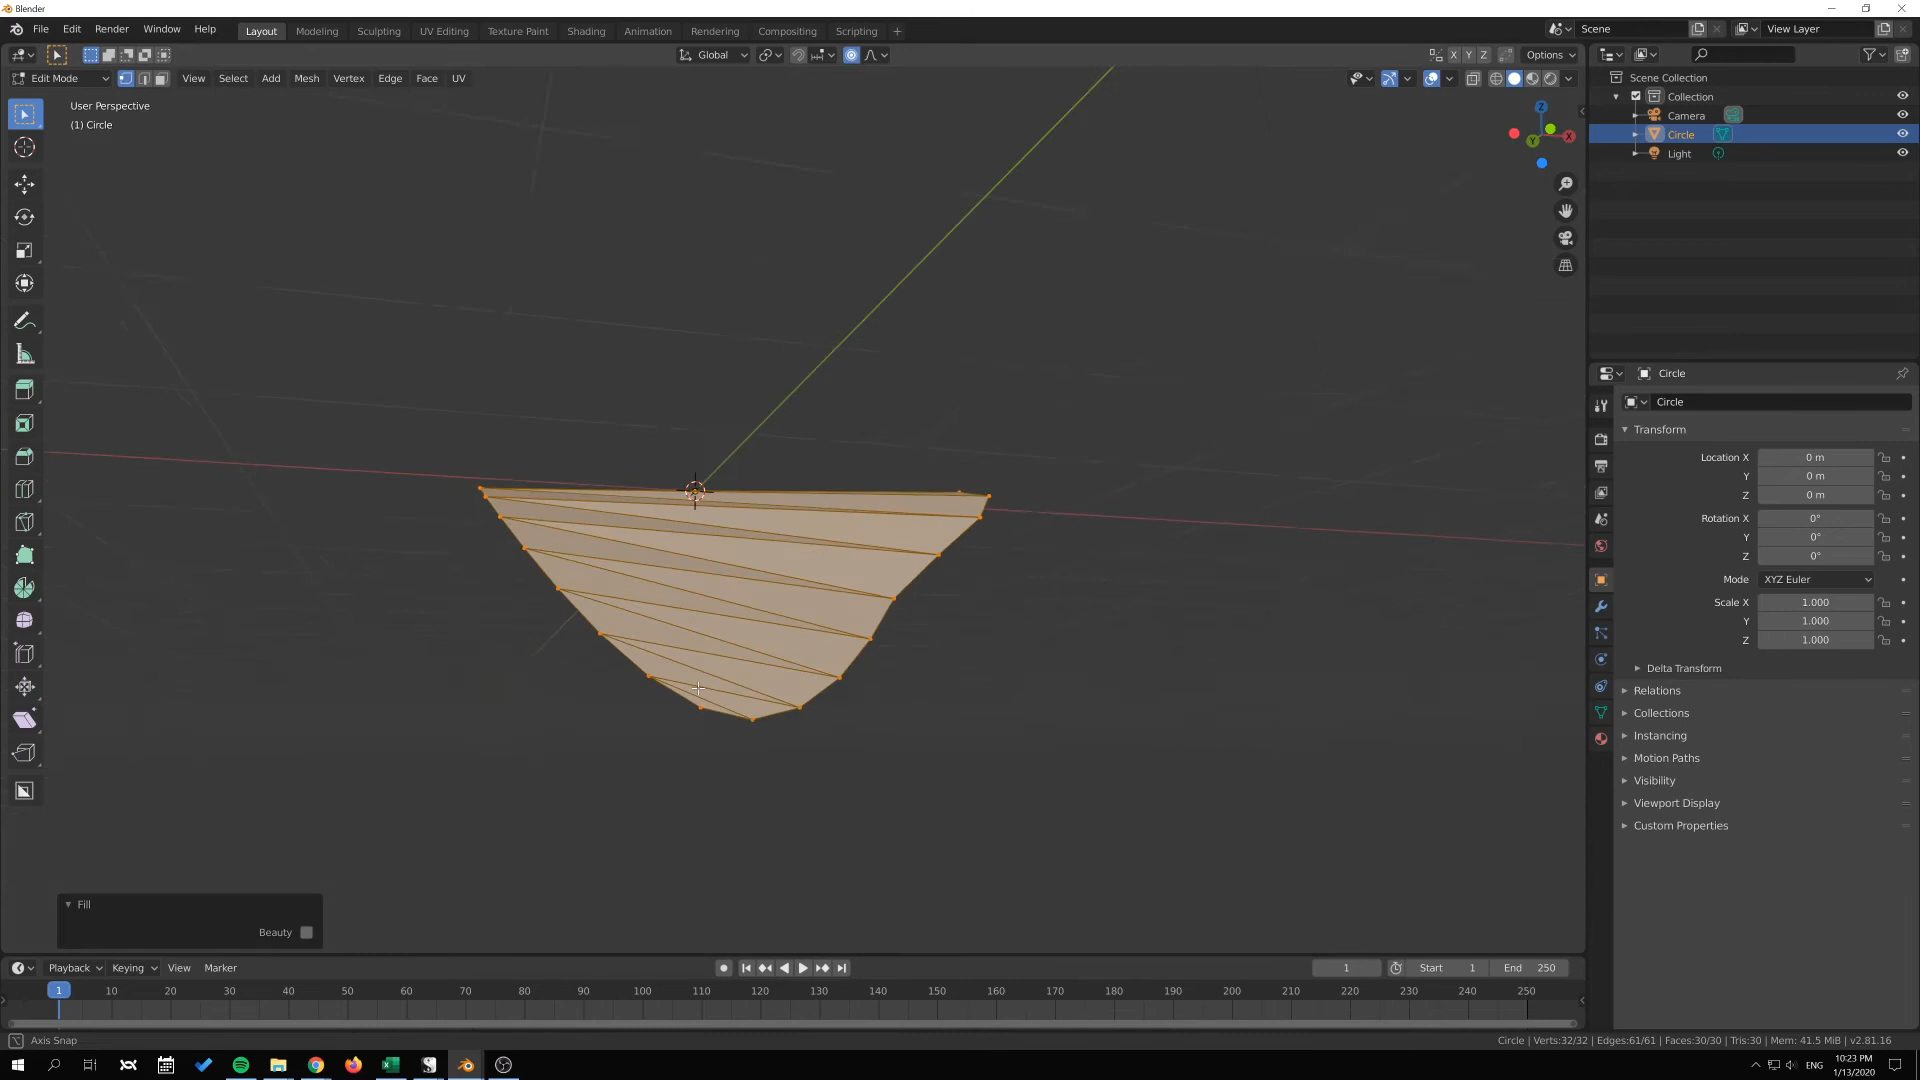 Blender
File Edit Render Window Help Layout Modeling Sculpting UV Editing Texture Paint Shading Animation Rendering Compositing Scripting + Scene View Layer
Global X Y Z Options
Edit Mode View Select Add Mesh Vertex Edge Face UV
User Perspective
(1) Circle
Z
X
Y
Scene Collection
Collection
Camera
Circle
Light
Circle
Circle
Transform
Location X 0 m
Y 0 m
Z 0 m
Rotation X 0°
Y 0°
Z 0°
Mode XYZ Euler
Scale X 1.000
Y 1.000
Z 1.000
Delta Transform
Relations
Collections
Instancing
Motion Paths
Visibility
Viewport Display
Custom Properties
Fill
Beauty
Playback Keying View Marker 1 Start 1 End 250
1 10 20 30 40 50 60 70 80 90 100 110 120 130 140 150 160 170 180 190 200 210 220 230 240 250
Axis Snap
Circle | Verts:32/32 | Edges:61/61 | Faces:30/30 | Tris:30 | Mem: 41.5 MiB | v2.81.16
ENG
10:23 PM
1/13/2020